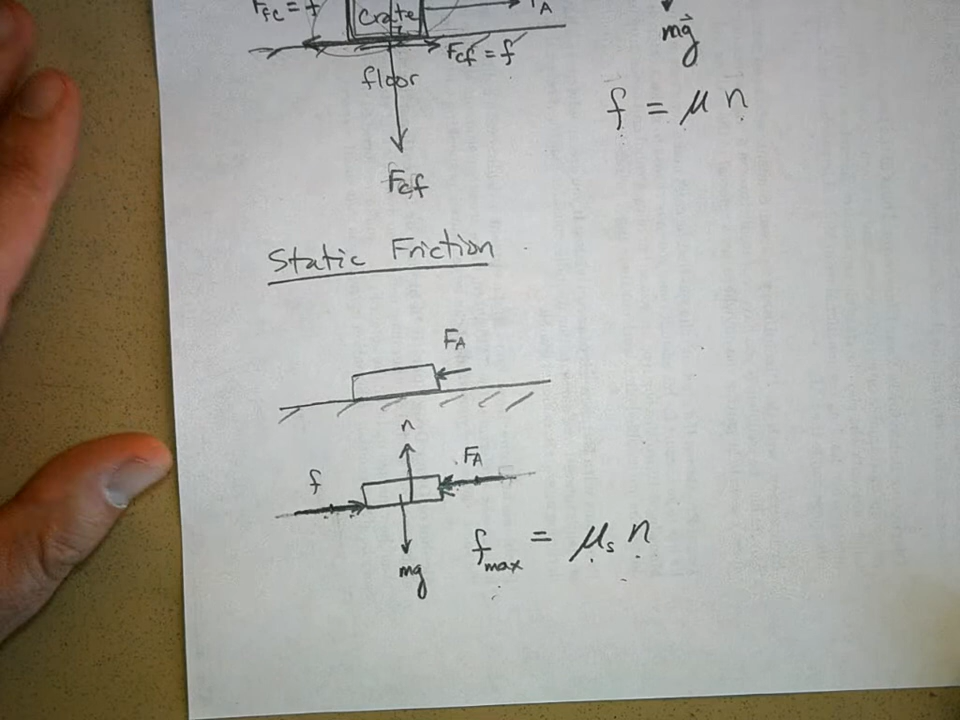 F_fc = f
Crate
F_A
F_cf = f
floor
F_cf
mg
f = μ n
Static Friction
F_A
n
f
F_A
mg
f_max = μ_s n